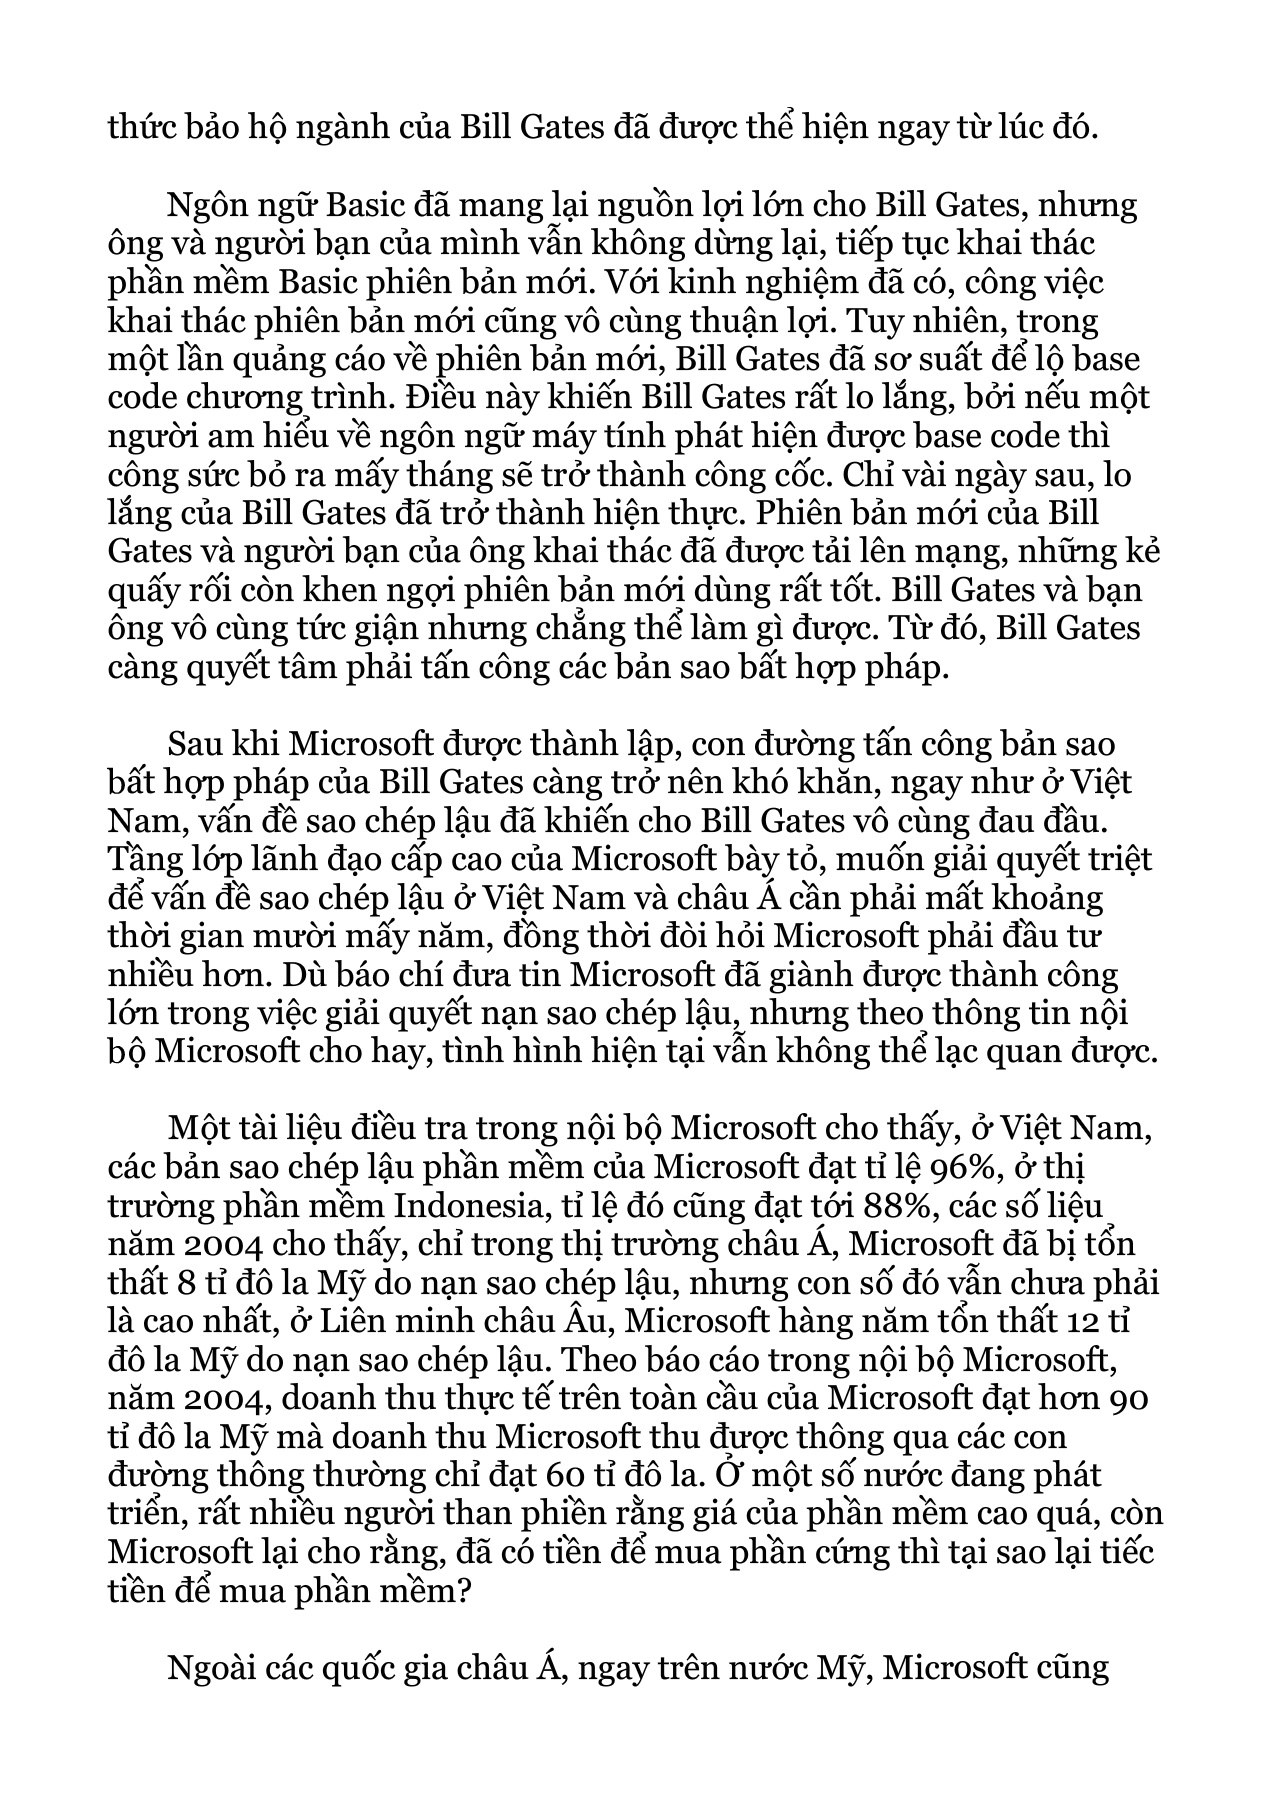 thức bảo hộ ngành của Bill Gates đã được thể hiện ngay từ lúc đó.
Ngôn ngữ Basic đã mang lại nguồn lợi lớn cho Bill Gates, nhưng
ông và người bạn của mình vẫn không dừng lại, tiếp tục khai thác
phần mềm Basic phiên bản mới. Với kinh nghiệm đã có, công việc
khai thác phiên bản mới cũng vô cùng thuận lợi. Tuy nhiên, trong
một lần quảng cáo về phiên bản mới, Bill Gates đã sơ suất để lộ base
code chương trình. Điều này khiến Bill Gates rất lo lắng, bởi nếu một
người am hiểu về ngôn ngữ máy tính phát hiện được base code thì
công sức bỏ ra mấy tháng sẽ trở thành công cốc. Chỉ vài ngày sau, lo
lắng của Bill Gates đã trở thành hiện thực. Phiên bản mới của Bill
Gates và người bạn của ông khai thác đã được tải lên mạng, những kẻ
quấy rối còn khen ngợi phiên bản mới dùng rất tốt. Bill Gates và bạn
ông vô cùng tức giận nhưng chẳng thể làm gì được. Từ đó, Bill Gates
càng quyết tâm phải tấn công các bản sao bất hợp pháp.
Sau khi Microsoft được thành lập, con đường tấn công bản sao
bất hợp pháp của Bill Gates càng trở nên khó khăn, ngay như ở Việt
Nam, vấn đề sao chép lậu đã khiến cho Bill Gates vô cùng đau đầu.
Tầng lớp lãnh đạo cấp cao của Microsoft bày tỏ, muốn giải quyết triệt
để vấn đề sao chép lậu ở Việt Nam và châu Á cần phải mất khoảng
thời gian mười mấy năm, đồng thời đòi hỏi Microsoft phải đầu tư
nhiều hơn. Dù báo chí đưa tin Microsoft đã giành được thành công
lớn trong việc giải quyết nạn sao chép lậu, nhưng theo thông tin nội
bộ Microsoft cho hay, tình hình hiện tại vẫn không thể lạc quan được.
Một tài liệu điều tra trong nội bộ Microsoft cho thấy, ở Việt Nam,
các bản sao chép lậu phần mềm của Microsoft đạt tỉ lệ 96%, ở thị
trường phần mềm Indonesia, tỉ lệ đó cũng đạt tới 88%, các số liệu
năm 2004 cho thấy, chỉ trong thị trường châu Á, Microsoft đã bị tổn
thất 8 tỉ đô la Mỹ do nạn sao chép lậu, nhưng con số đó vẫn chưa phải
là cao nhất, ở Liên minh châu Âu, Microsoft hàng năm tổn thất 12 tỉ
đô la Mỹ do nạn sao chép lậu. Theo báo cáo trong nội bộ Microsoft,
năm 2004, doanh thu thực tế trên toàn cầu của Microsoft đạt hơn 90
tỉ đô la Mỹ mà doanh thu Microsoft thu được thông qua các con
đường thông thường chỉ đạt 60 tỉ đô la. Ở một số nước đang phát
triển, rất nhiều người than phiền rằng giá của phần mềm cao quá, còn
Microsoft lại cho rằng, đã có tiền để mua phần cứng thì tại sao lại tiếc
tiền để mua phần mềm?
Ngoài các quốc gia châu Á, ngay trên nước Mỹ, Microsoft cũng